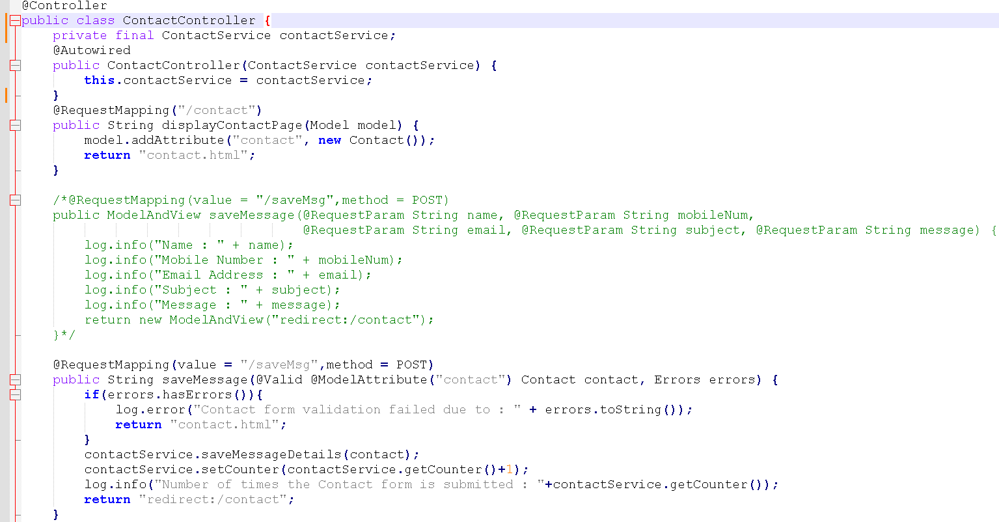 @Controller
public class ContactController {
    private final ContactService contactService;
    @Autowired
    public ContactController(ContactService contactService) {
        this.contactService = contactService;
    }
    @RequestMapping("/contact")
    public String displayContactPage(Model model) {
        model.addAttribute("contact", new Contact());
        return "contact.html";
    }

    /*@RequestMapping(value = "/saveMsg",method = POST)
    public ModelAndView saveMessage(@RequestParam String name, @RequestParam String mobileNum,
                                    @RequestParam String email, @RequestParam String subject, @RequestParam String message) {
        log.info("Name : " + name);
        log.info("Mobile Number : " + mobileNum);
        log.info("Email Address : " + email);
        log.info("Subject : " + subject);
        log.info("Message : " + message);
        return new ModelAndView("redirect:/contact");
    }*/

    @RequestMapping(value = "/saveMsg",method = POST)
    public String saveMessage(@Valid @ModelAttribute("contact") Contact contact, Errors errors) {
        if(errors.hasErrors()){
            log.error("Contact form validation failed due to : " + errors.toString());
            return "contact.html";
        }
        contactService.saveMessageDetails(contact);
        contactService.setCounter(contactService.getCounter()+1);
        log.info("Number of times the Contact form is submitted : "+contactService.getCounter());
        return "redirect:/contact";
    }